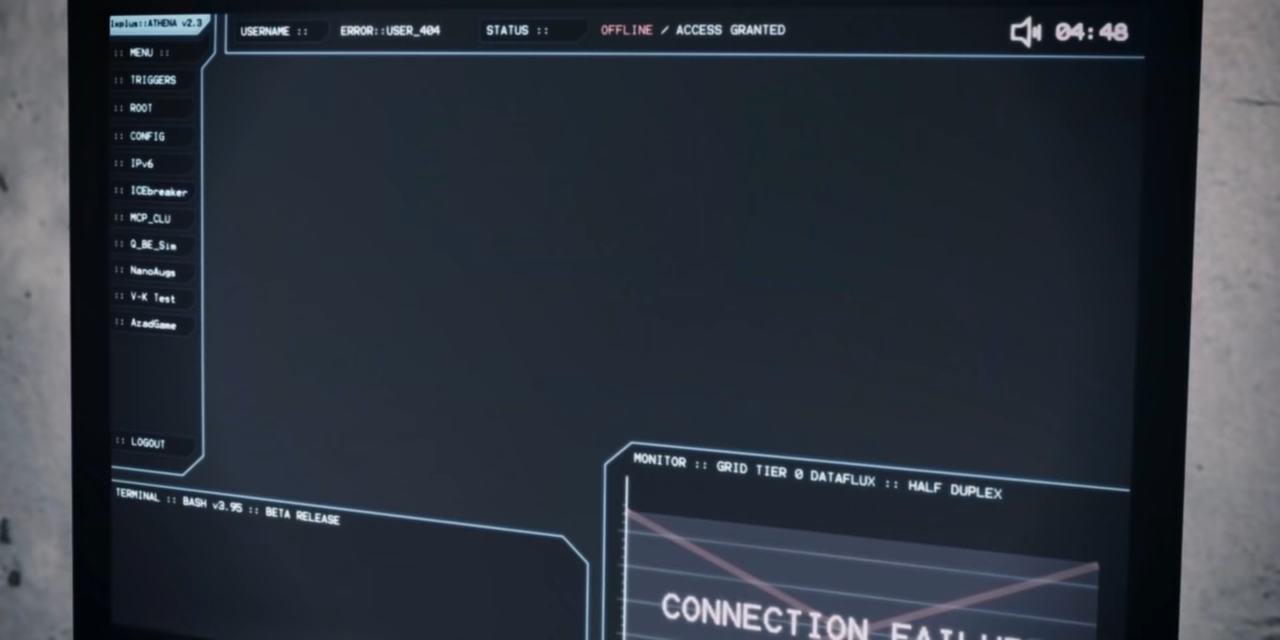 lexplus::ATHENA v2.3
USERNAME :: ERROR::USER_404 STATUS :: OFFLINE / ACCESS GRANTED 04:48
:: MENU ::
:: TRIGGERS
:: ROOT
:: CONFIG
:: IPv6
:: ICEbreaker
:: MCP_CLU
:: Q_BE_Sim
:: NanoAugs
:: V-K Test
:: AzadGame
:: LOGOUT
TERMINAL :: BASH v3.95 :: BETA RELEASE
MONITOR :: GRID TIER 0 DATAFLUX :: HALF DUPLEX
CONNECTION